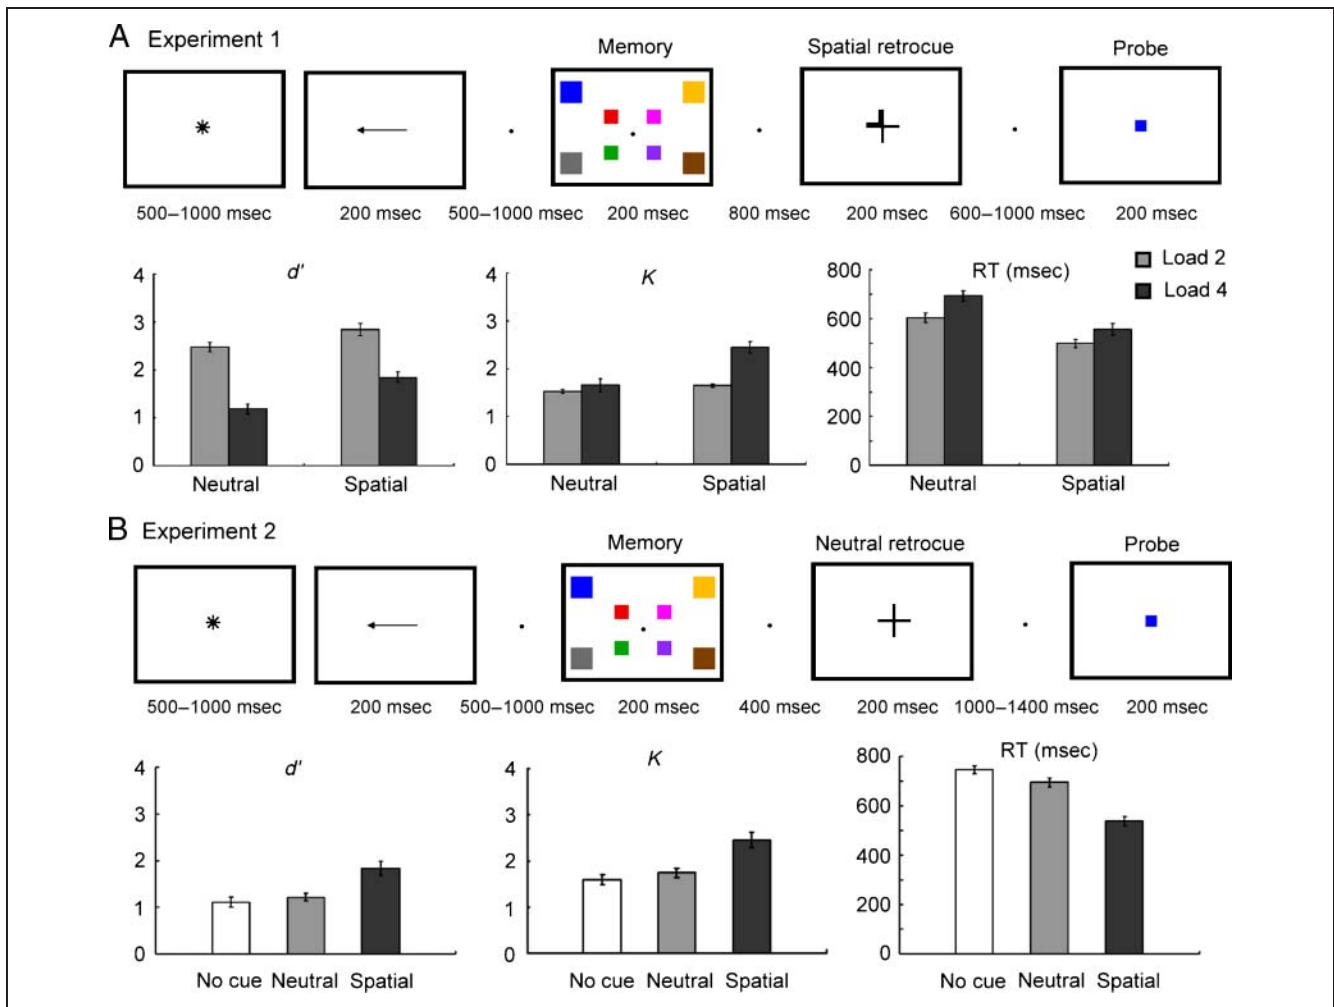 A Experiment 1
Memory
Spatial retrocue
Probe
500–1000 msec
200 msec
500–1000 msec
200 msec
800 msec
200 msec
600–1000 msec
200 msec
d'
4
3
2
1
0
Neutral
Spatial
K
4
3
2
1
0
Neutral
Spatial
RT (msec)
800
600
400
200
0
Neutral
Spatial
Load 2
Load 4
B Experiment 2
Memory
Neutral retrocue
Probe
500–1000 msec
200 msec
500–1000 msec
200 msec
400 msec
200 msec
1000–1400 msec
200 msec
d'
4
3
2
1
0
No cue
Neutral
Spatial
K
4
3
2
1
0
No cue
Neutral
Spatial
RT (msec)
800
600
400
200
0
No cue
Neutral
Spatial